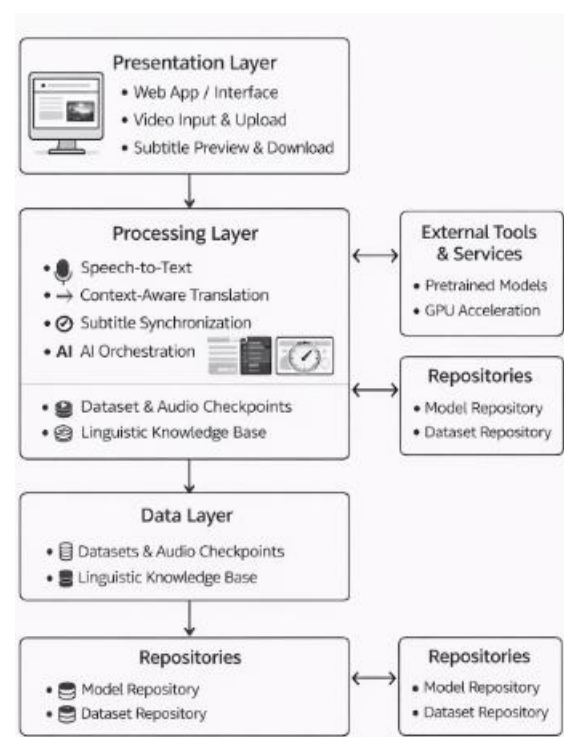 Presentation Layer
• Web App / Interface
• Video Input & Upload
• Subtitle Preview & Download
Processing Layer
• Speech-to-Text
• Context-Aware Translation
• Subtitle Synchronization
• AI AI Orchestration
• Dataset & Audio Checkpoints
• Linguistic Knowledge Base
External Tools
& Services
• Pretrained Models
• GPU Acceleration
Repositories
• Model Repository
• Dataset Repository
Data Layer
• Datasets & Audio Checkpoints
• Linguistic Knowledge Base
Repositories
• Model Repository
• Dataset Repository
Repositories
• Model Repository
• Dataset Repository